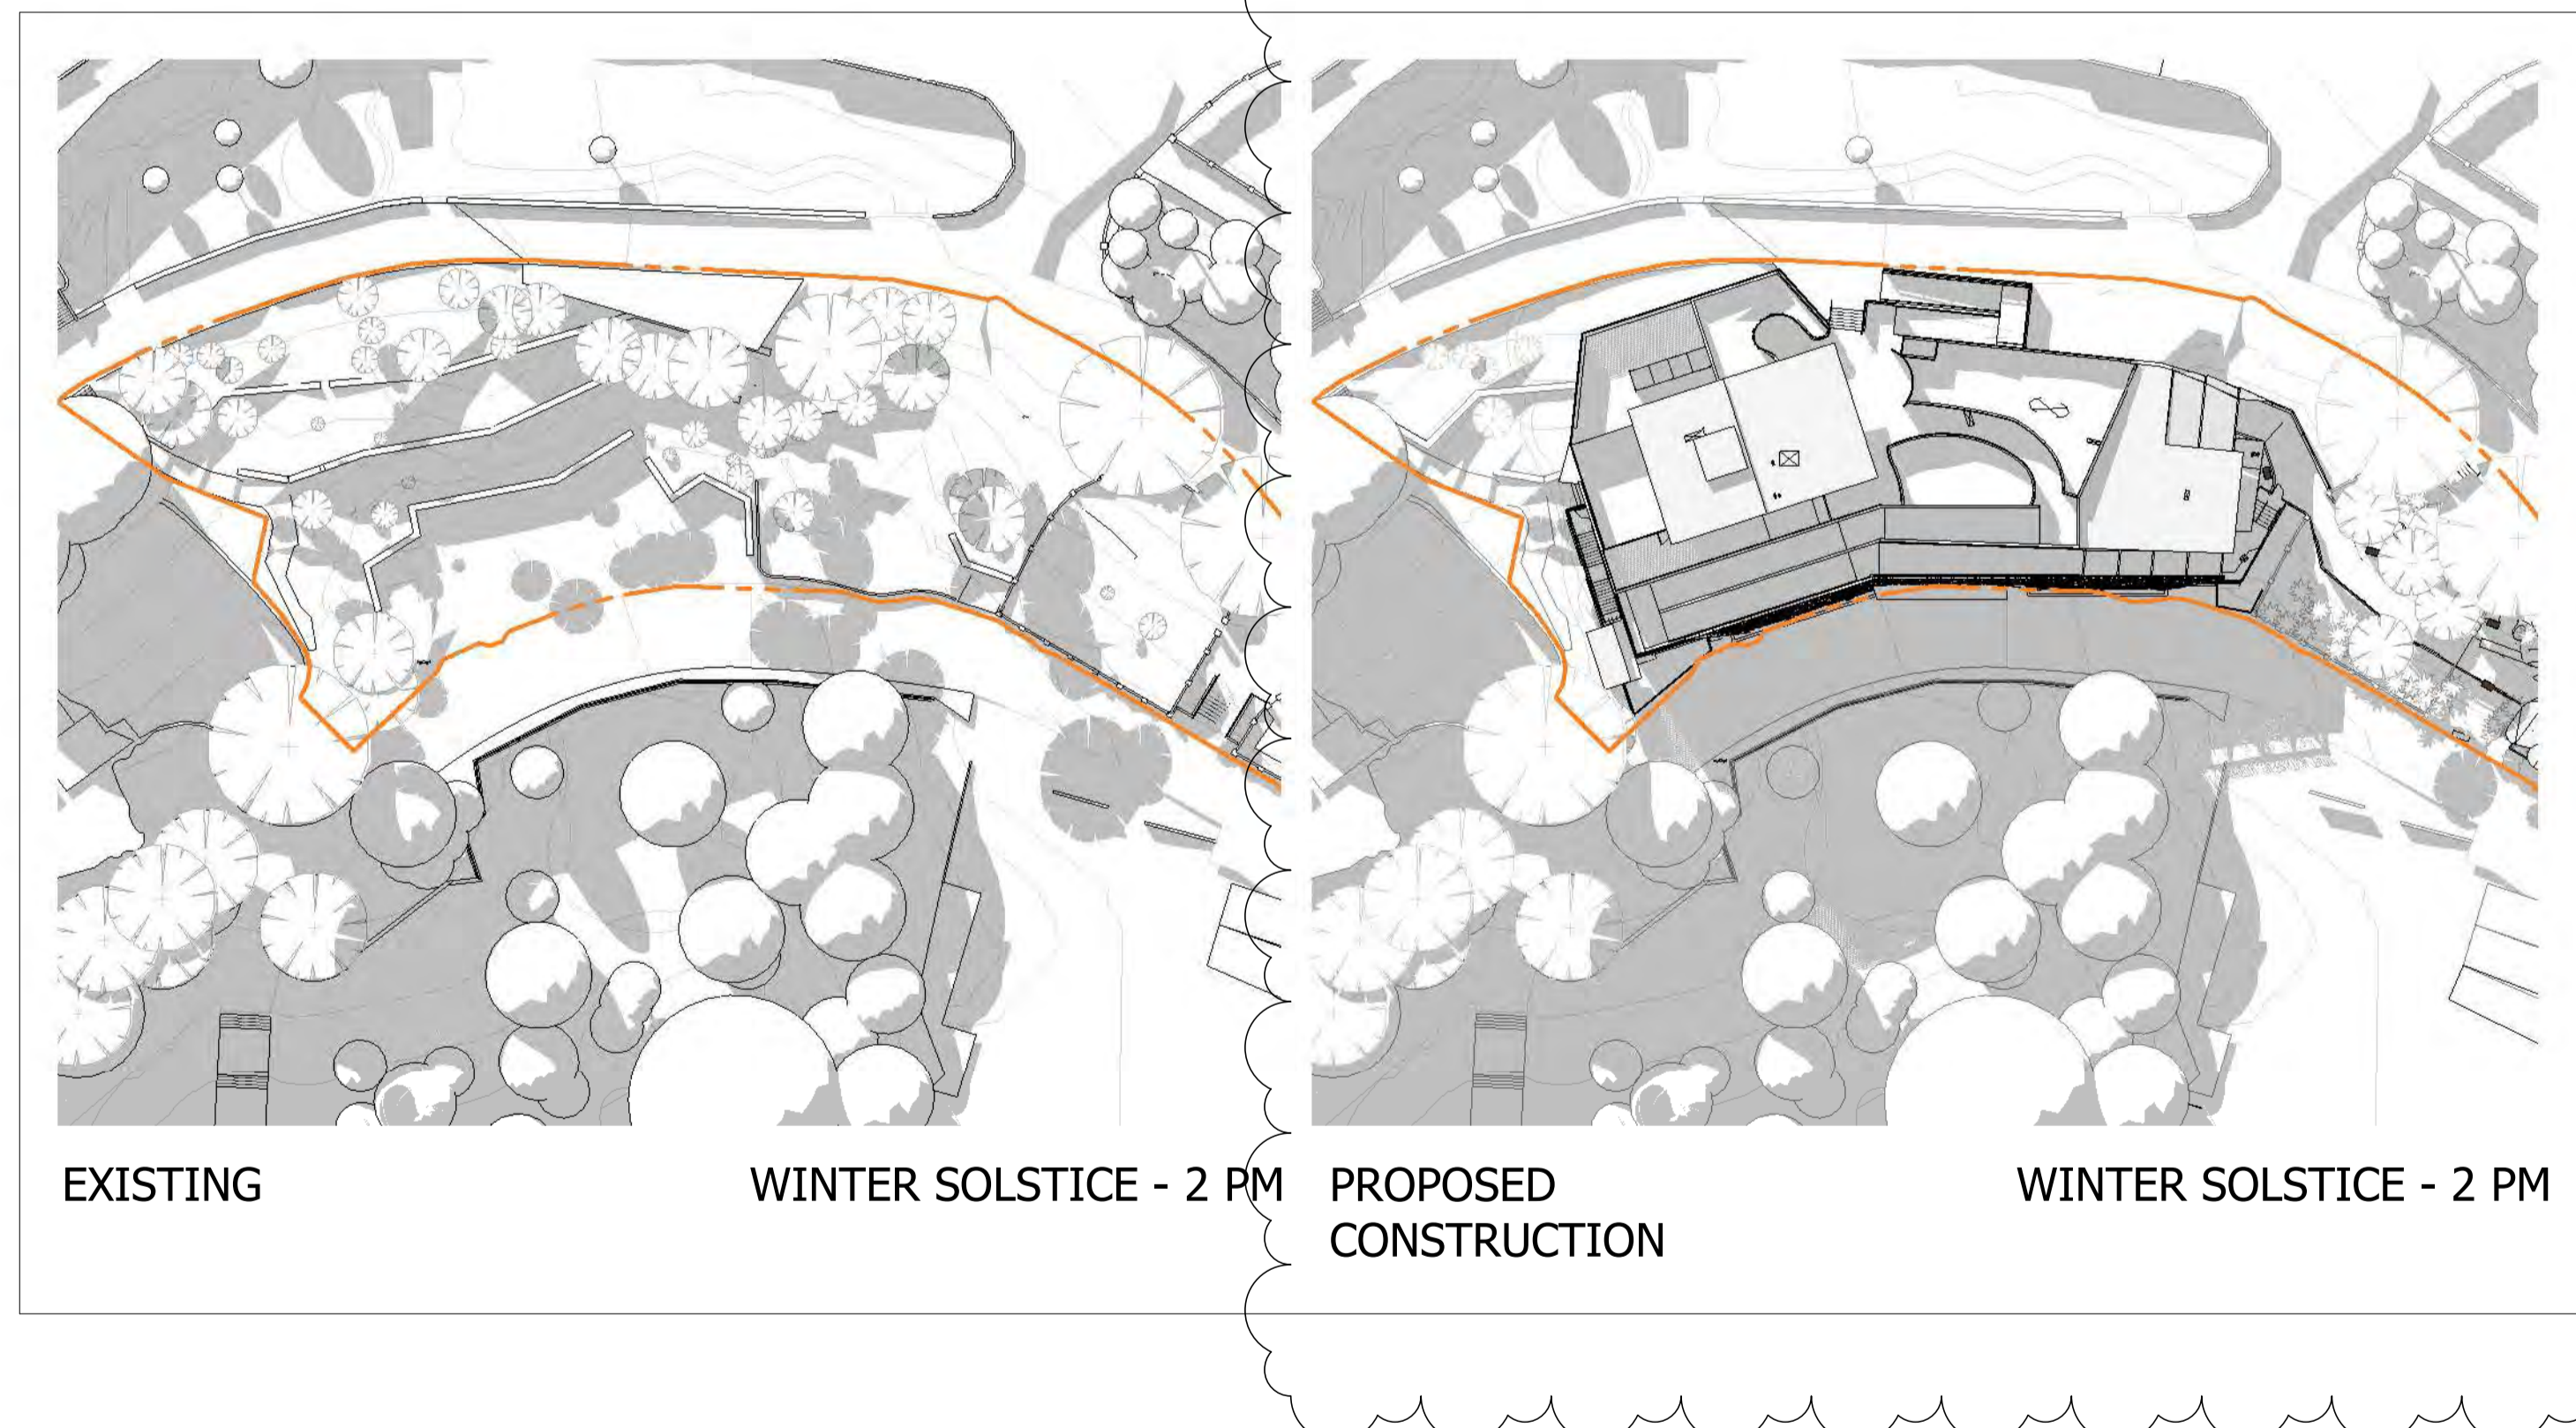 EXISTING
WINTER SOLSTICE - 2 PM
PROPOSED
CONSTRUCTION
WINTER SOLSTICE - 2 PM